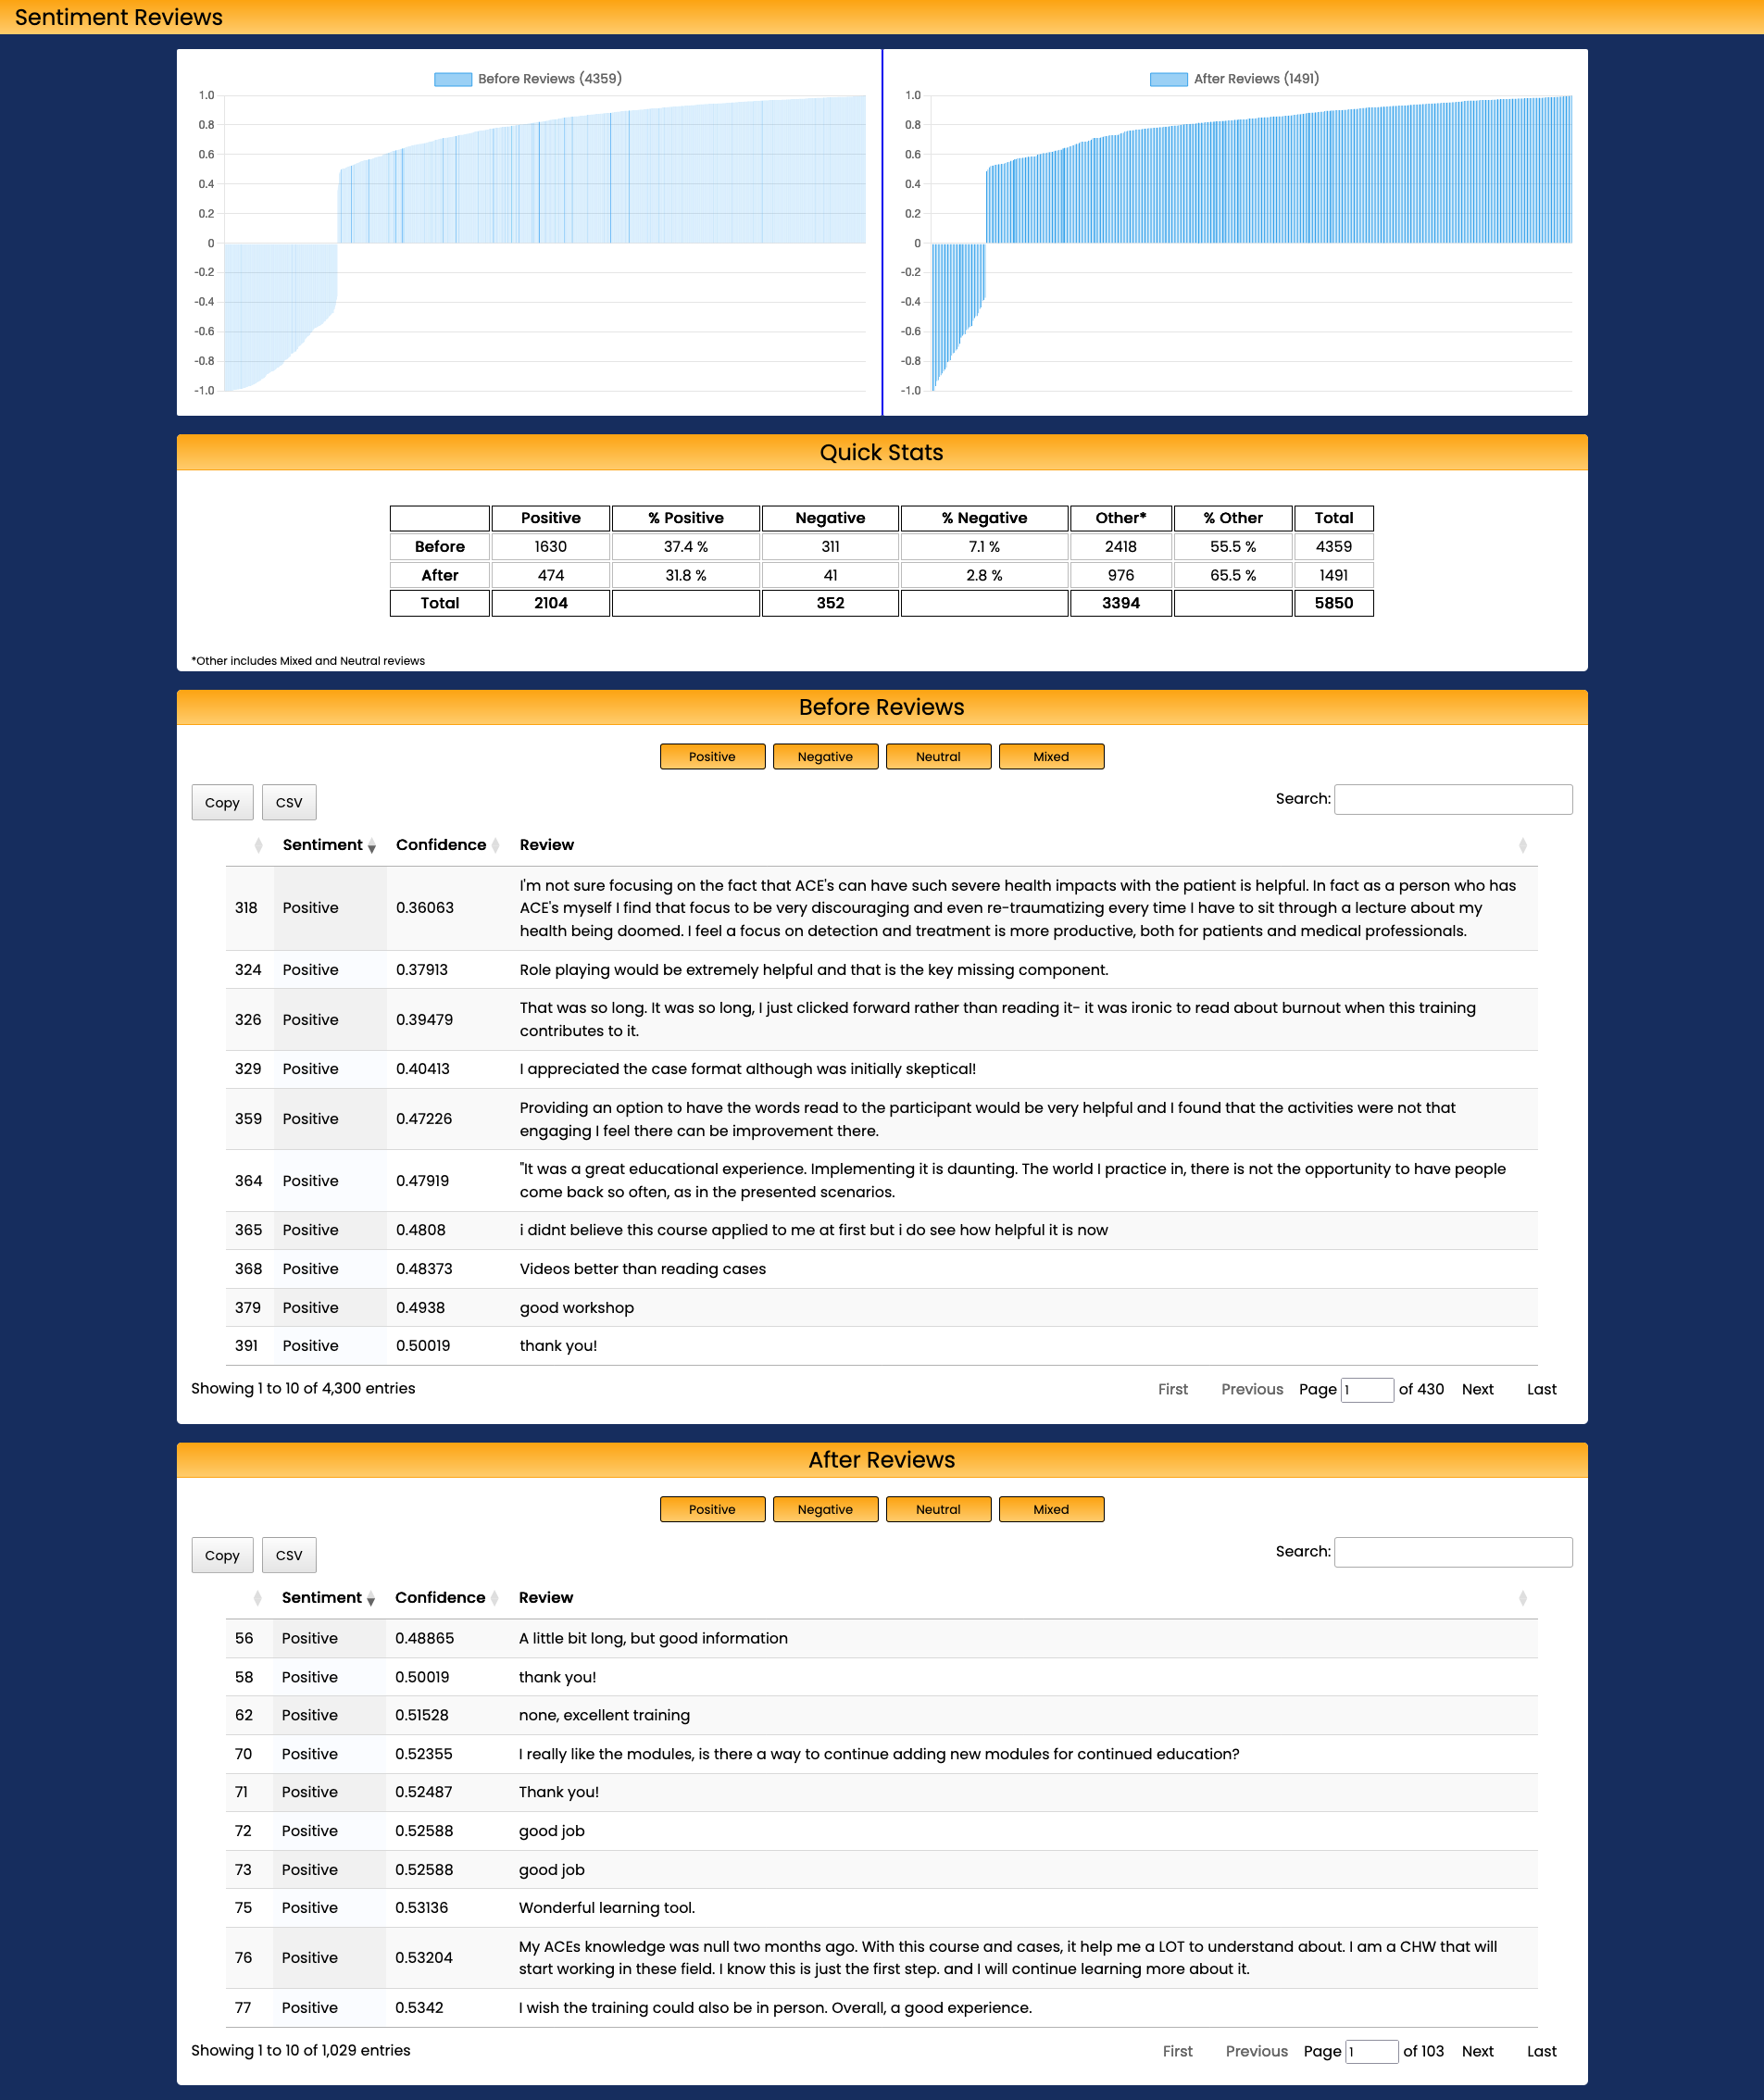 Sentiment Reviews
Before Reviews (4359)
1.0
0.8
0.6
0.4
0.2
0
-0.2
-0.4
-0.6
-0.8
-1.0
After Reviews (1491)
1.0
0.8
0.6
0.4
0.2
0
-0.2
-0.4
-0.6
-0.8
-1.0
Quick Stats
Positive % Positive Negative % Negative Other* % Other Total
Before 1630 37.4 % 311 7.1 % 2418 55.5 % 4359
After 474 31.8 % 41 2.8 % 976 65.5 % 1491
Total 2104 352 3394 5850
*Other includes Mixed and Neutral reviews
Before Reviews
Positive Negative Neutral Mixed
Copy CSV Search:
Sentiment Confidence Review
318 Positive 0.36063 I'm not sure focusing on the fact that ACE's can have such severe health impacts with the patient is helpful. In fact as a person who has
ACE's myself I find that focus to be very discouraging and even re-traumatizing every time I have to sit through a lecture about my
health being doomed. I feel a focus on detection and treatment is more productive, both for patients and medical professionals.
324 Positive 0.37913 Role playing would be extremely helpful and that is the key missing component.
326 Positive 0.39479 That was so long. It was so long, I just clicked forward rather than reading it- it was ironic to read about burnout when this training
contributes to it.
329 Positive 0.40413 I appreciated the case format although was initially skeptical!
359 Positive 0.47226 Providing an option to have the words read to the participant would be very helpful and I found that the activities were not that
engaging I feel there can be improvement there.
364 Positive 0.47919 "It was a great educational experience. Implementing it is daunting. The world I practice in, there is not the opportunity to have people
come back so often, as in the presented scenarios.
365 Positive 0.4808 i didnt believe this course applied to me at first but i do see how helpful it is now
368 Positive 0.48373 Videos better than reading cases
379 Positive 0.4938 good workshop
391 Positive 0.50019 thank you!
Showing 1 to 10 of 4,300 entries First Previous Page 1 of 430 Next Last
After Reviews
Positive Negative Neutral Mixed
Copy CSV Search:
Sentiment Confidence Review
56 Positive 0.48865 A little bit long, but good information
58 Positive 0.50019 thank you!
62 Positive 0.51528 none, excellent training
70 Positive 0.52355 I really like the modules, is there a way to continue adding new modules for continued education?
71 Positive 0.52487 Thank you!
72 Positive 0.52588 good job
73 Positive 0.52588 good job
75 Positive 0.53136 Wonderful learning tool.
76 Positive 0.53204 My ACEs knowledge was null two months ago. With this course and cases, it help me a LOT to understand about. I am a CHW that will
start working in these field. I know this is just the first step. and I will continue learning more about it.
77 Positive 0.5342 I wish the training could also be in person. Overall, a good experience.
Showing 1 to 10 of 1,029 entries First Previous Page 1 of 103 Next Last